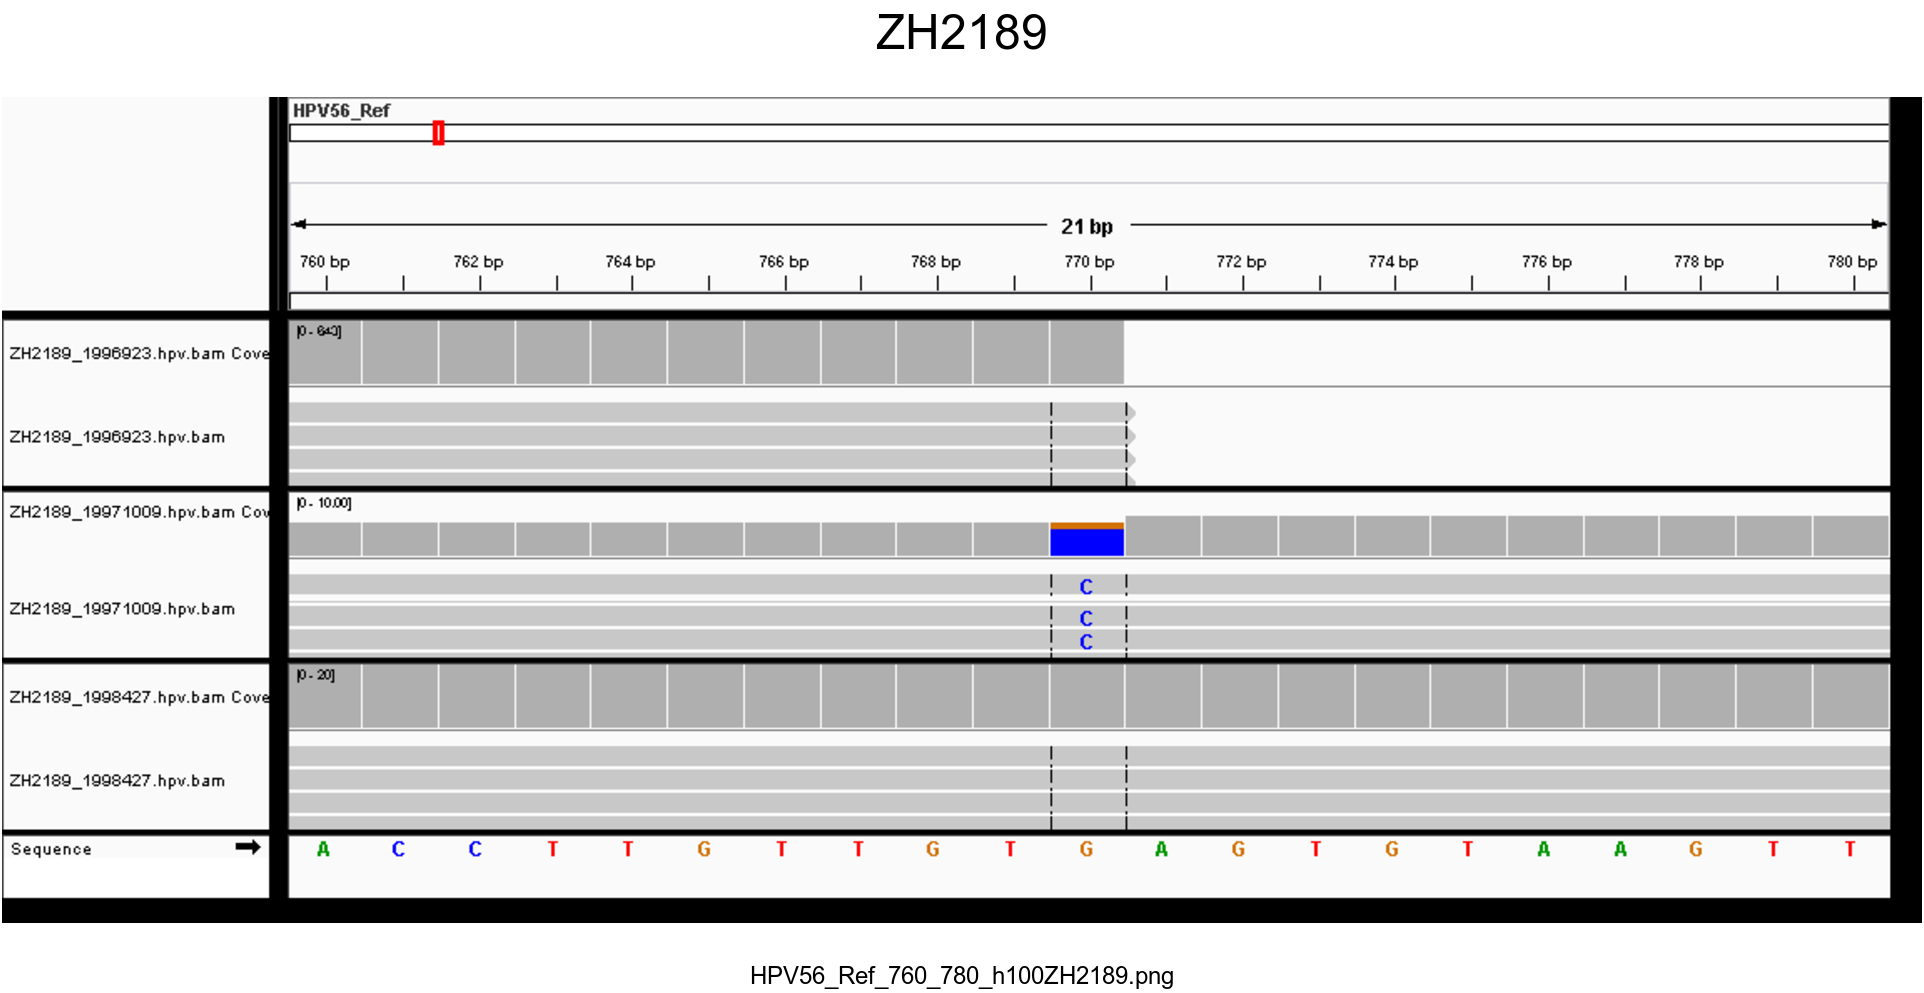 ZH2189
HPV56_Ref
21 bp
760 bp 762 bp 764 bp 766 bp 768 bp 770 bp 772 bp 774 bp 776 bp 778 bp 780 bp
[0 - 643]
ZH2189_1996923.hpv.bam Cove
ZH2189_1996923.hpv.bam
[0 - 10.00]
ZH2189_19971009.hpv.bam Cov
C
ZH2189_19971009.hpv.bam
C
C
[0 - 20]
ZH2189_1998427.hpv.bam Cove
ZH2189_1998427.hpv.bam
Sequence A C C T T G T T G T G A G T G T A A G T T
HPV56_Ref_760_780_h100ZH2189.png